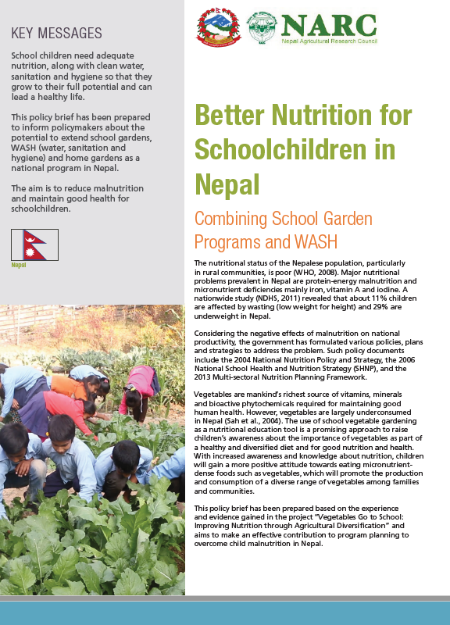 KEY MESSAGES
School children need adequate
nutrition, along with clean water,
sanitation and hygiene so that they
grow to their full potential and can
lead a healthy life.
This policy brief has been prepared
to inform policymakers about the
potential to extend school gardens,
WASH (water, sanitation and
hygiene) and home gardens as a
national program in Nepal.
The aim is to reduce malnutrition
and maintain good health for
schoolchildren.
Nepal
NARC
Nepal Agricultural Research Council
Better Nutrition for
Schoolchildren in
Nepal
Combining School Garden
Programs and WASH
The nutritional status of the Nepalese population, particularly
in rural communities, is poor (WHO, 2008). Major nutritional
problems prevalent in Nepal are protein-energy malnutrition and
micronutrient deficiencies mainly iron, vitamin A and iodine. A
nationwide study (NDHS, 2011) revealed that about 11% children
are affected by wasting (low weight for height) and 29% are
underweight in Nepal.
Considering the negative effects of malnutrition on national
productivity, the government has formulated various policies, plans
and strategies to address the problem. Such policy documents
include the 2004 National Nutrition Policy and Strategy, the 2006
National School Health and Nutrition Strategy (SHNP), and the
2013 Multi-sectoral Nutrition Planning Framework.
Vegetables are mankind's richest source of vitamins, minerals
and bioactive phytochemicals required for maintaining good
human health. However, vegetables are largely underconsumed
in Nepal (Sah et al., 2004). The use of school vegetable gardening
as a nutritional education tool is a promising approach to raise
children's awareness about the importance of vegetables as part of
a healthy and diversified diet and for good nutrition and health.
With increased awareness and knowledge about nutrition, children
will gain a more positive attitude towards eating micronutrient-
dense foods such as vegetables, which will promote the production
and consumption of a diverse range of vegetables among families
and communities.
This policy brief has been prepared based on the experience
and evidence gained in the project "Vegetables Go to School:
Improving Nutrition through Agricultural Diversification" and
aims to make an effective contribution to program planning to
overcome child malnutrition in Nepal.